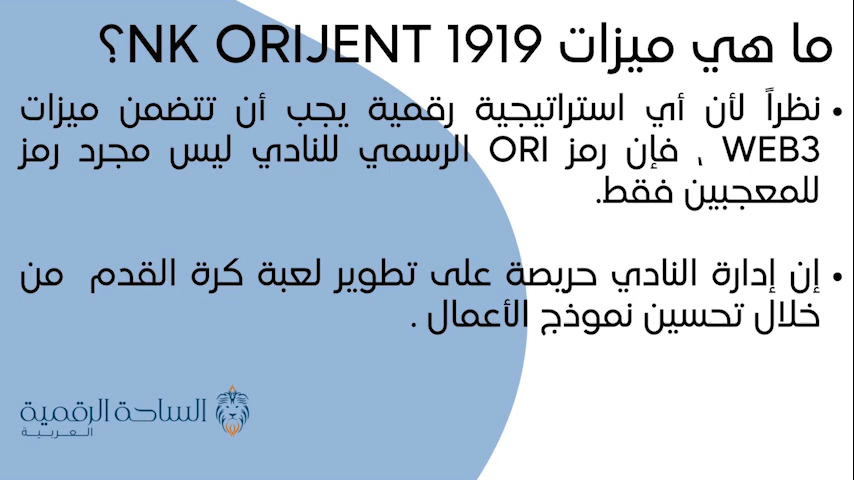 ما هي ميزات NK ORIJENT 1919؟
• نظراً لأن أي استراتيجية رقمية يجب أن تتضمن ميزات
WEB3 ، فإن رمز ORI الرسمي للنادي ليس مجرد رمز
للمعجبين فقط.
• إن إدارة النادي حريصة على تطوير لعبة كرة القدم من
خلال تحسين نموذج الأعمال .
الساحة الرقمية
العربية